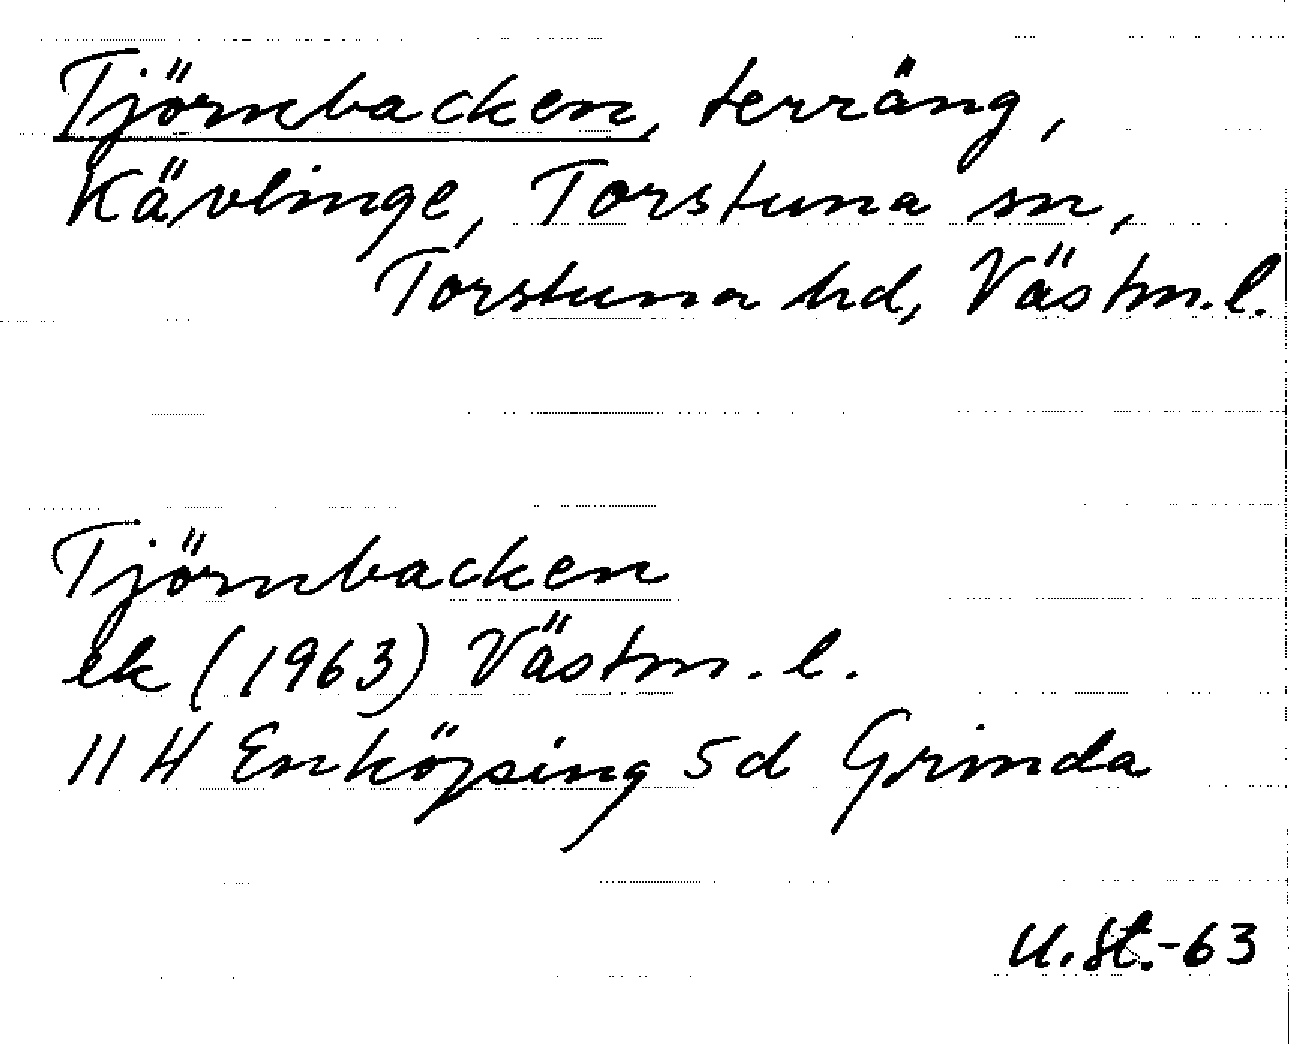 Tjörnbacken, terräng,
Kävlinge, Torstuna sn,
Torstuna hd, Västm. l.
Tjörnbacken
ek (1963) Västm. l.
11 H Enköping 5d Grinda
U.St.-63